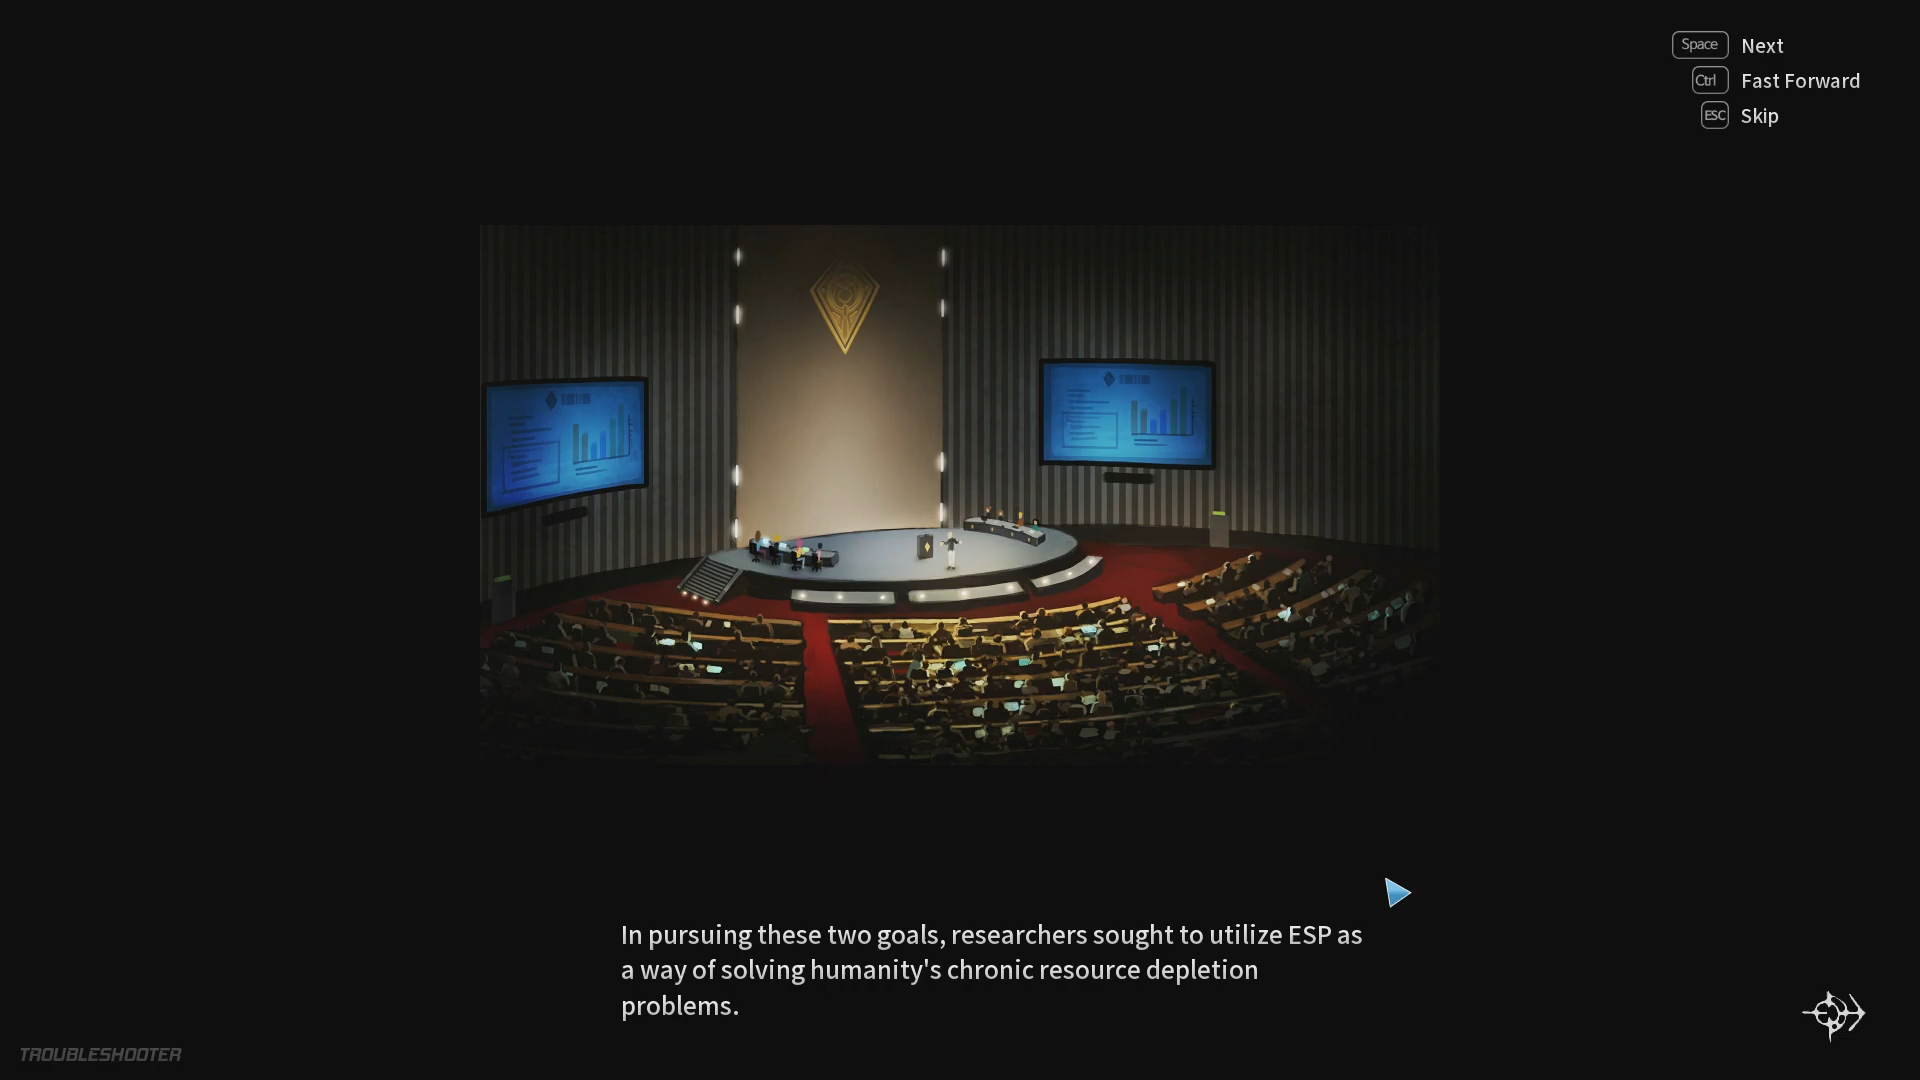 Space Next
Ctrl Fast Forward
ESC Skip
In pursuing these two goals, researchers sought to utilize ESP as
a way of solving humanity's chronic resource depletion
problems.
TROUBLESHOOTER